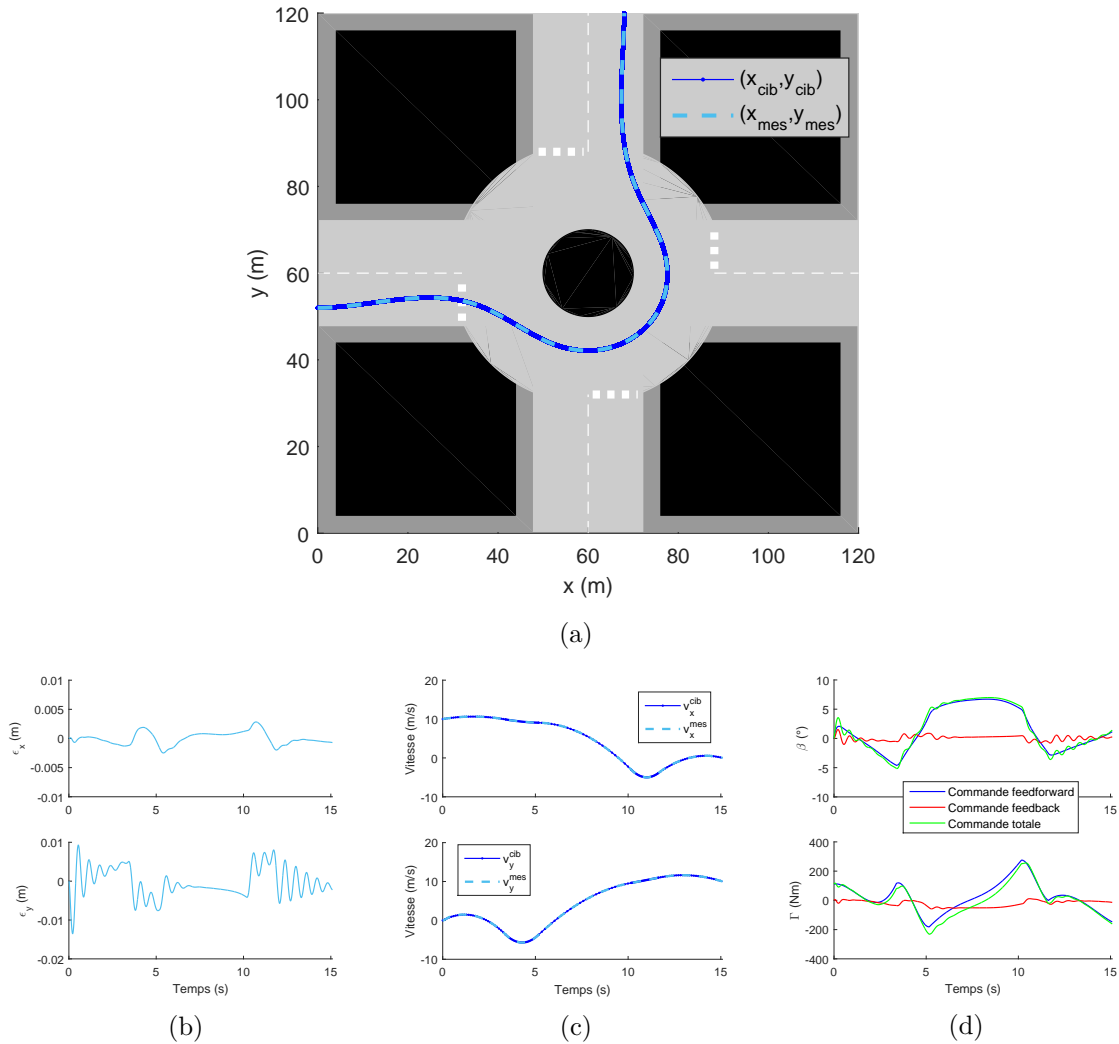 120
100
80
60
40
20
0
y (m)
0 20 40 60 80 100 120
x (m)
(x_cib,y_cib)
(x_mes,y_mes)
(a)
0.01
0.005
0
-0.005
-0.01
ϵ_x (m)
0 5 10 15
0.01
0
-0.01
-0.02
ϵ_y (m)
0 5 10 15
Temps (s)
(b)
20
10
0
-10
Vitesse (m/s)
v_x^cib
v_x^mes
0 5 10 15
20
10
0
-10
Vitesse (m/s)
v_y^cib
v_y^mes
0 5 10 15
Temps (s)
(c)
10
5
0
-5
-10
β (°)
0 5 10 15
Commande feedforward
Commande feedback
Commande totale
400
200
0
-200
-400
Γ (Nm)
0 5 10 15
Temps (s)
(d)